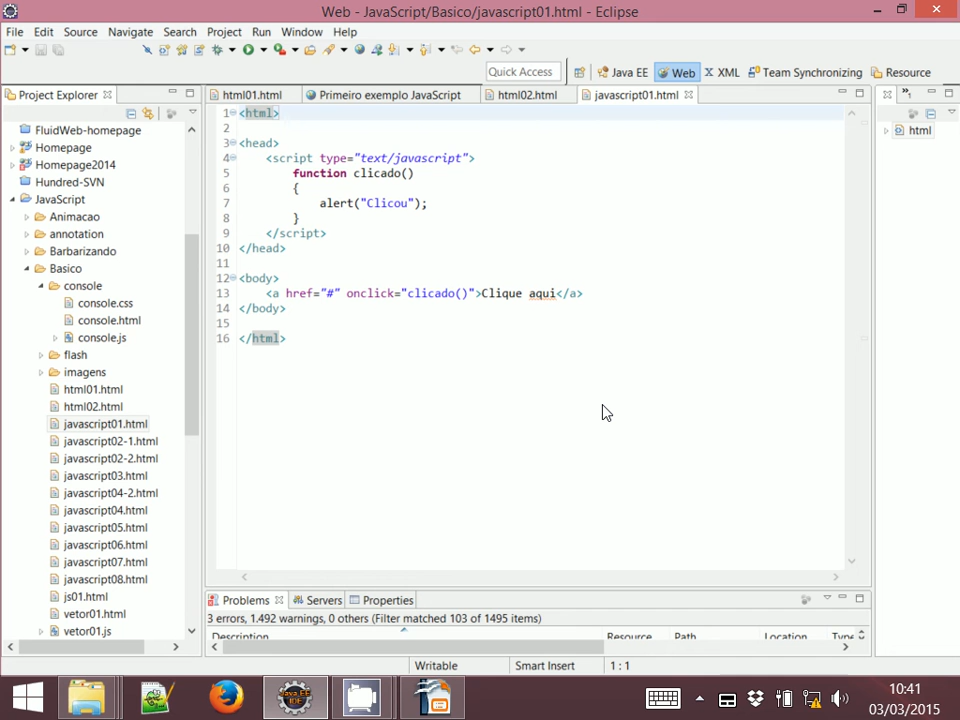 Web - JavaScript/Basico/javascript01.html - Eclipse
File Edit Source Navigate Search Project Run Window Help
Quick Access Java EE Web XML Team Synchronizing Resource
Project Explorer html01.html Primeiro exemplo JavaScript html02.html javascript01.html
FluidWeb-homepage
Homepage
Homepage2014
Hundred-SVN
JavaScript
Animacao
annotation
Barbarizando
Basico
console
console.css
console.html
console.js
flash
imagens
html01.html
html02.html
javascript01.html
javascript02-1.html
javascript02-2.html
javascript03.html
javascript04-2.html
javascript04.html
javascript05.html
javascript06.html
javascript07.html
javascript08.html
js01.html
vetor01.html
vetor01.js
1 <html>
2
3 <head>
4 <script type="text/javascript">
5 function clicado()
6 {
7 alert("Clicou");
8 }
9 </script>
10 </head>
11
12 <body>
13 <a href="#" onclick="clicado()">Clique aqui</a>
14 </body>
15
16 </html>
html
Problems Servers Properties
3 errors, 1.492 warnings, 0 others (Filter matched 103 of 1495 items)
Description Resource Path Location Type
Writable Smart Insert 1 : 1
Java EE
IDE
10:41
03/03/2015